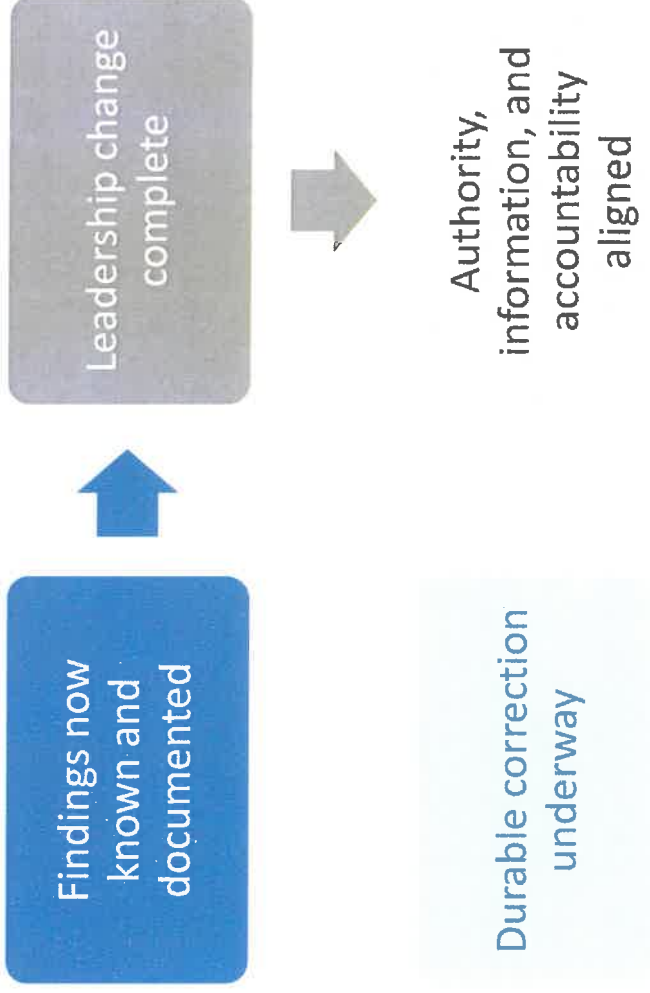 Findings now
known and
documented
Leadership change
complete
Authority,
information, and
accountability
aligned
Durable correction
underway